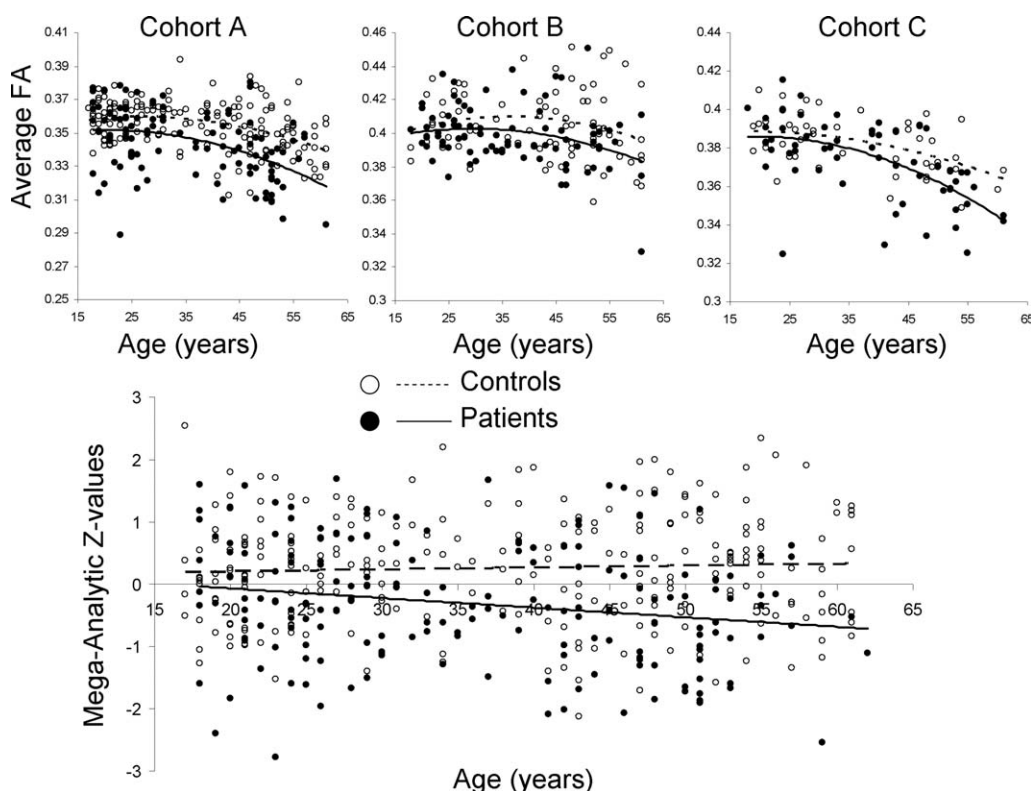 Cohort A
Cohort B
Cohort C
Average FA
0.41
0.39
0.37
0.35
0.33
0.31
0.29
0.27
0.25
15 25 35 45 55 65
Age (years)
0.46
0.44
0.42
0.4
0.38
0.36
0.34
0.32
0.3
15 25 35 45 55 65
Age (years)
0.44
0.42
0.4
0.38
0.36
0.34
0.32
0.3
15 25 35 45 55 65
Age (years)
Controls
Patients
Mega-Analytic Z-values
3
2
1
0
-1
-2
-3
15 20 25 30 35 40 45 50 55 60 65
Age (years)